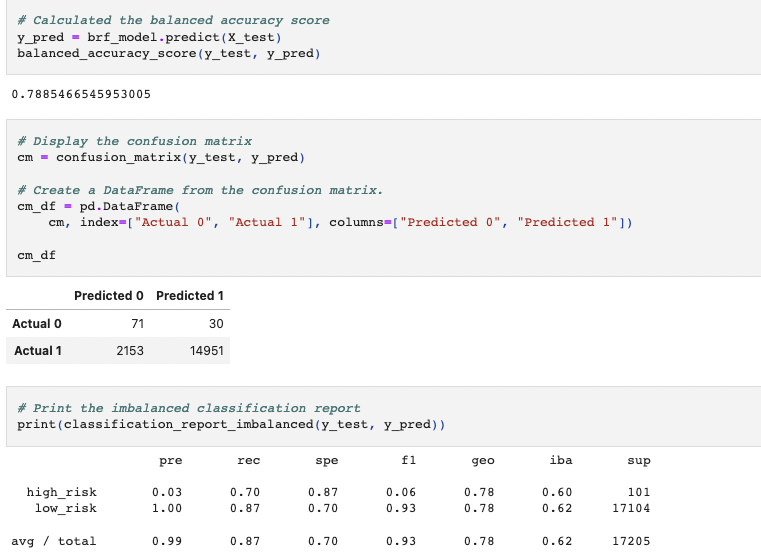 # Calculated the balanced accuracy score
y_pred = brf_model.predict(X_test)
balanced_accuracy_score(y_test, y_pred)
0.7885466545953005
# Display the confusion matrix
cm = confusion_matrix(y_test, y_pred)
# Create a DataFrame from the confusion matrix.
cm_df = pd.DataFrame(
    cm, index=["Actual 0", "Actual 1"], columns=["Predicted 0", "Predicted 1"])
cm_df
Predicted 0 Predicted 1
Actual 0 71 30
Actual 1 2153 14951
# Print the imbalanced classification report
print(classification_report_imbalanced(y_test, y_pred))
pre rec spe f1 geo iba sup
high_risk 0.03 0.70 0.87 0.06 0.78 0.60 101
low_risk 1.00 0.87 0.70 0.93 0.78 0.62 17104
avg / total 0.99 0.87 0.70 0.93 0.78 0.62 17205